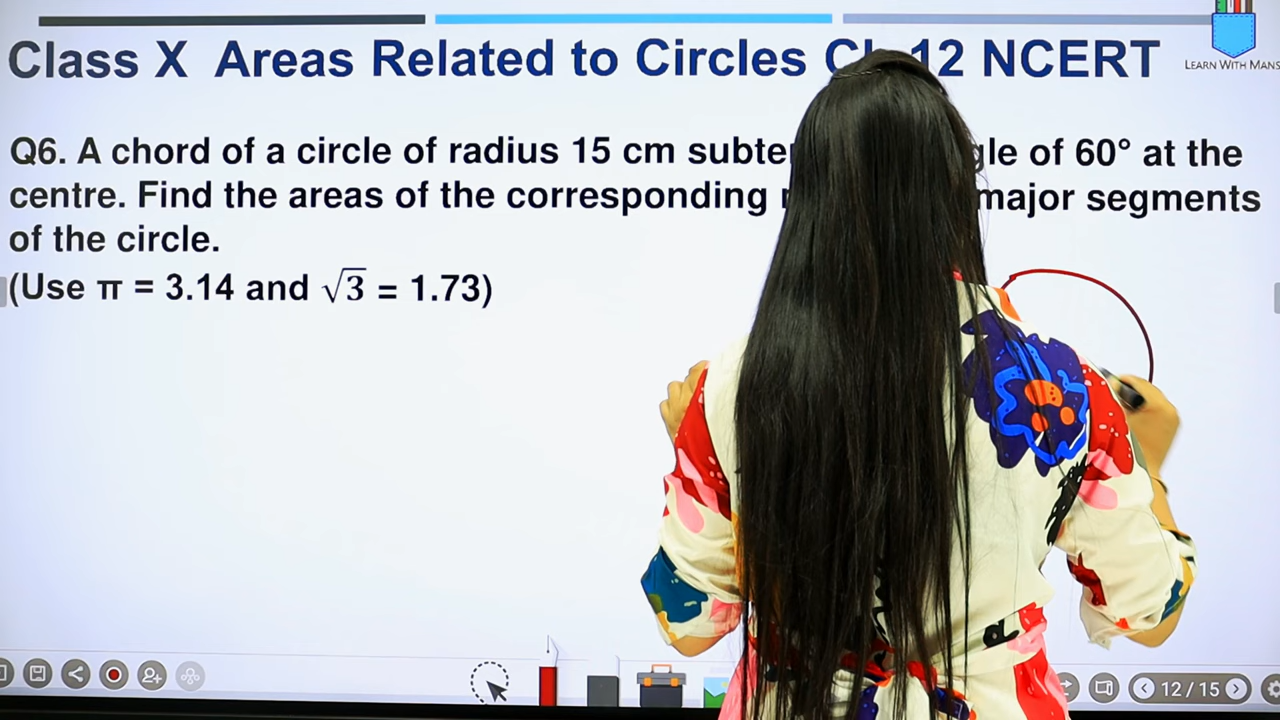 Class X Areas Related to Circles 12 NCERT
LEARN WITH MANS
Q6. A chord of a circle of radius 15 cm of 60° at the
centre. Find the areas of the corresponding major segments
of the circle.
(Use π = 3.14 and √3 = 1.73)
12 / 15